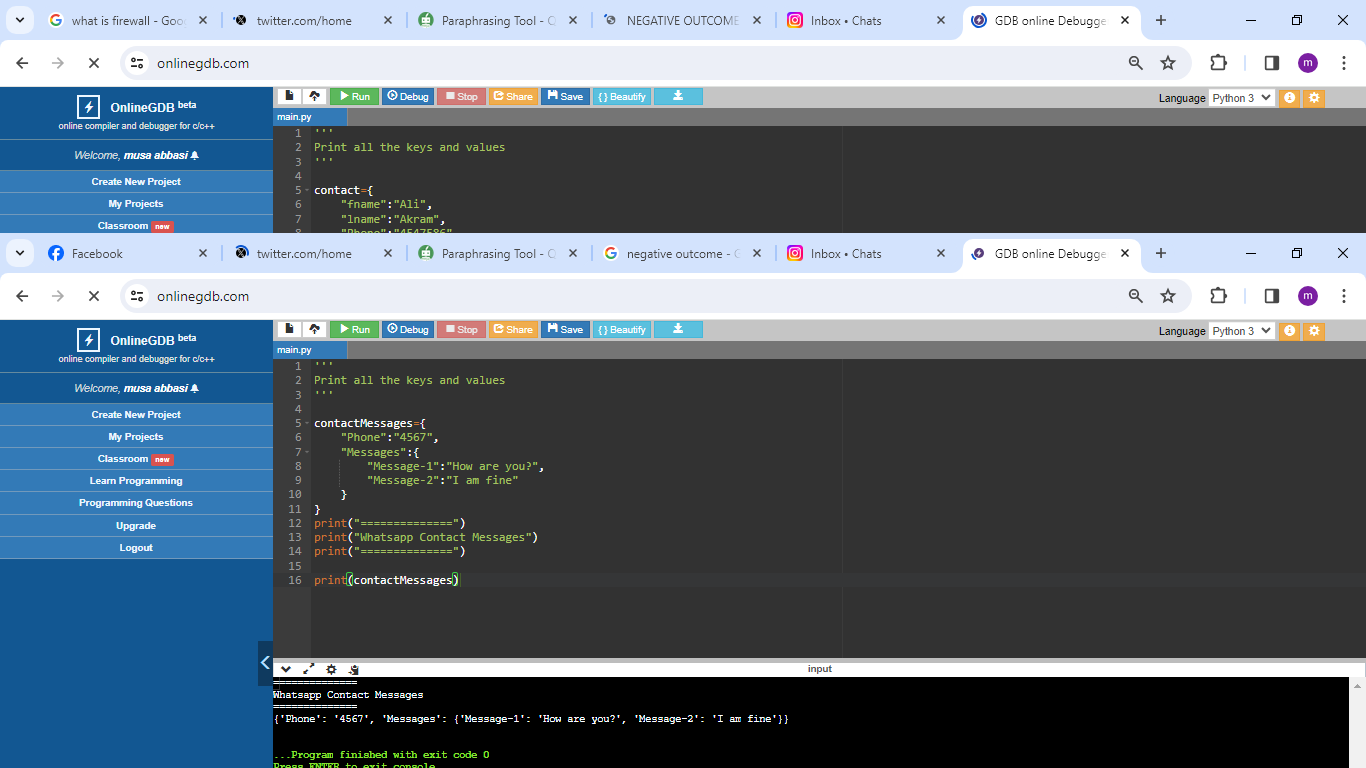 what is firewall - Goo
twitter.com/home
Paraphrasing Tool - Q
NEGATIVE OUTCOME
Inbox • Chats
GDB online Debugge
onlinegdb.com
m
OnlineGDB beta
online compiler and debugger for c/c++
Welcome, musa abbasi
Create New Project
My Projects
Classroom new
Run Debug Stop Share Save { } Beautify
Language Python 3
main.py
1 '''
2 Print all the keys and values
3 '''
4
5 contact={
6 "fname":"Ali",
7 "lname":"Akram",
8 "Phone":"4547586"
Facebook
twitter.com/home
Paraphrasing Tool - Q
negative outcome - G
Inbox • Chats
GDB online Debugge
onlinegdb.com
m
OnlineGDB beta
online compiler and debugger for c/c++
Welcome, musa abbasi
Create New Project
My Projects
Classroom new
Learn Programming
Programming Questions
Upgrade
Logout
Run Debug Stop Share Save { } Beautify
Language Python 3
main.py
1 '''
2 Print all the keys and values
3 '''
4
5 contactMessages={
6 "Phone":"4567",
7 "Messages":{
8 "Message-1":"How are you?",
9 "Message-2":"I am fine"
10 }
11 }
12 print("==============")
13 print("Whatsapp Contact Messages")
14 print("==============")
15
16 print(contactMessages)
input
==============
Whatsapp Contact Messages
==============
{'Phone': '4567', 'Messages': {'Message-1': 'How are you?', 'Message-2': 'I am fine'}}
...Program finished with exit code 0
Press ENTER to exit console